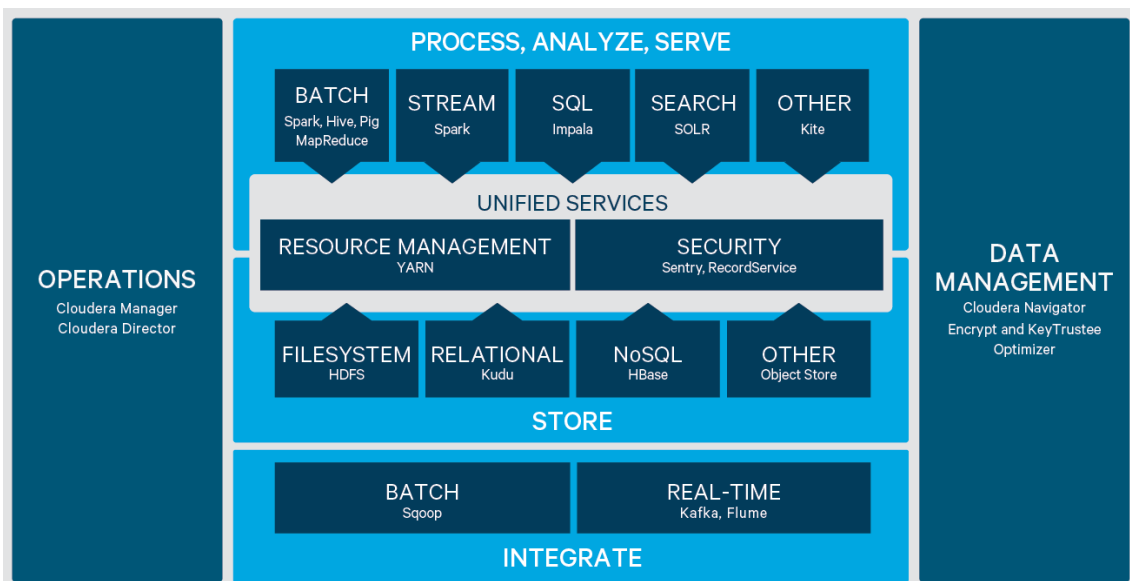 PROCESS, ANALYZE, SERVE
BATCH
Spark, Hive, Pig
MapReduce
STREAM
Spark
SQL
Impala
SEARCH
SOLR
OTHER
Kite
UNIFIED SERVICES
RESOURCE MANAGEMENT
YARN
SECURITY
Sentry, RecordService
OPERATIONS
Cloudera Manager
Cloudera Director
DATA
MANAGEMENT
Cloudera Navigator
Encrypt and KeyTrustee
Optimizer
FILESYSTEM
HDFS
RELATIONAL
Kudu
NoSQL
HBase
OTHER
Object Store
STORE
BATCH
Sqoop
REAL-TIME
Kafka, Flume
INTEGRATE